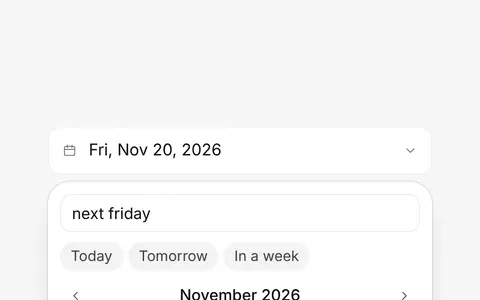 Fri, Nov 20, 2026
next friday
Today Tomorrow In a week
November 2026